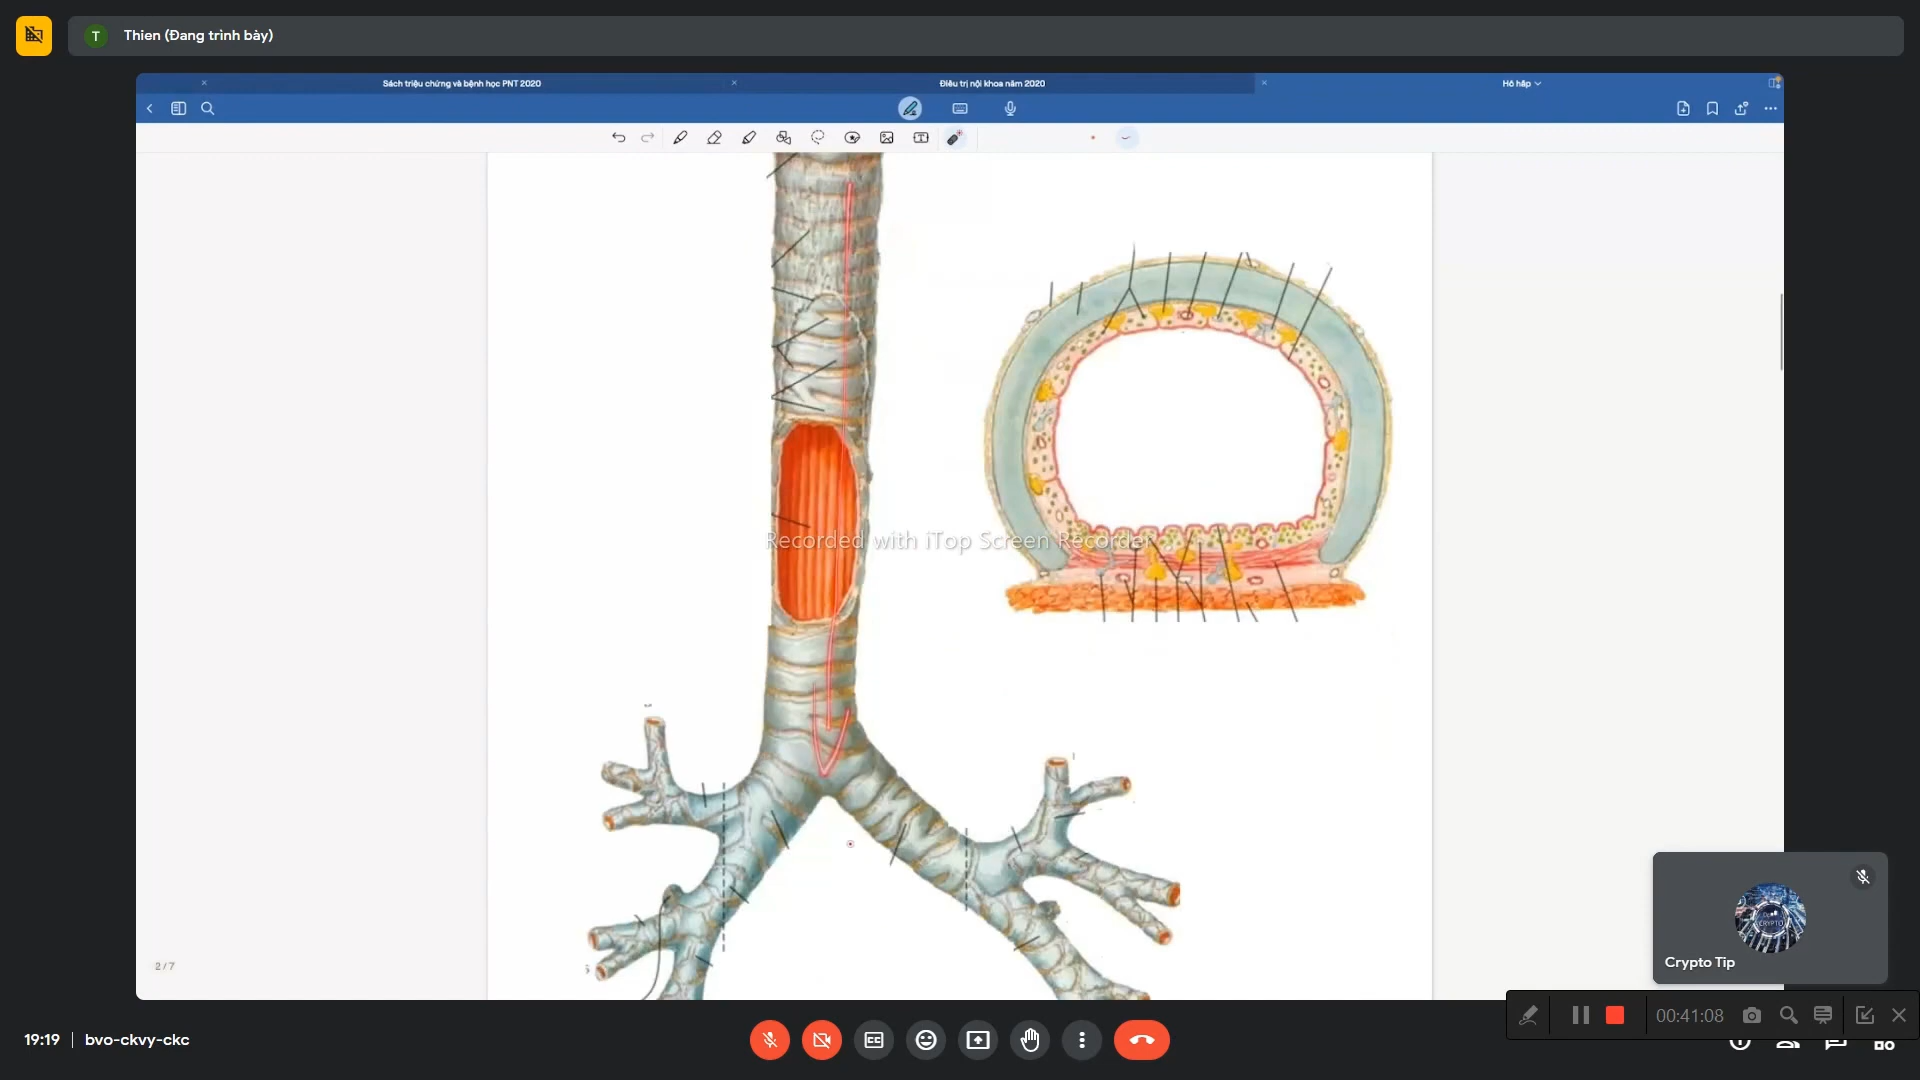 T Thien (Đang trình bày)
Sách triệu chứng và bệnh học PNT 2020
Điều trị nội khoa năm 2020
Hô hấp
Recorded with iTop Screen Recorder
2 / 7
Crypto Tip
00:41:08
19:19 | bvo-ckvy-ckc